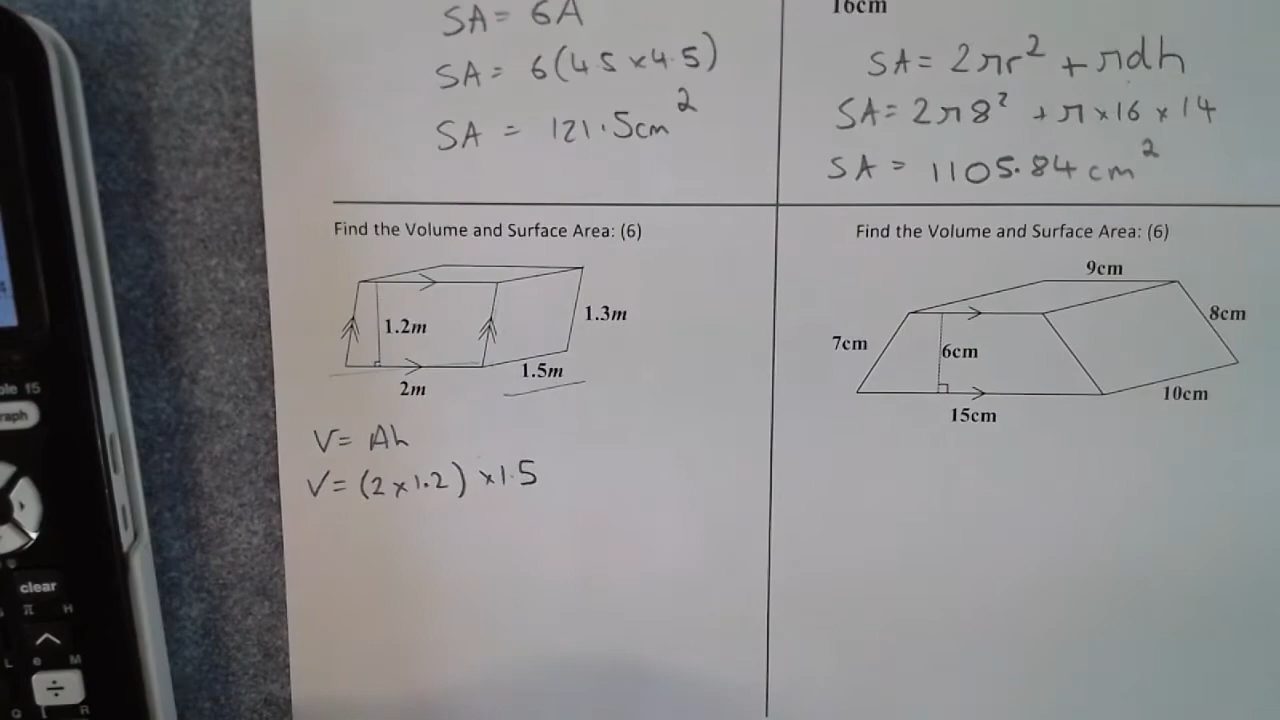 SA = 6A
SA = 6(4.5 x 4.5)
SA = 121.5cm²
16cm
SA = 2πr² + πdh
SA = 2π8² + π x 16 x 14
SA = 1105.84 cm²
Find the Volume and Surface Area: (6)
1.2m
1.3m
1.5m
2m
V = Ah
V = (2 x 1.2) x 1.5
Find the Volume and Surface Area: (6)
9cm
8cm
7cm
6cm
10cm
15cm
f5
raph
clear
π H
L e M
÷
R